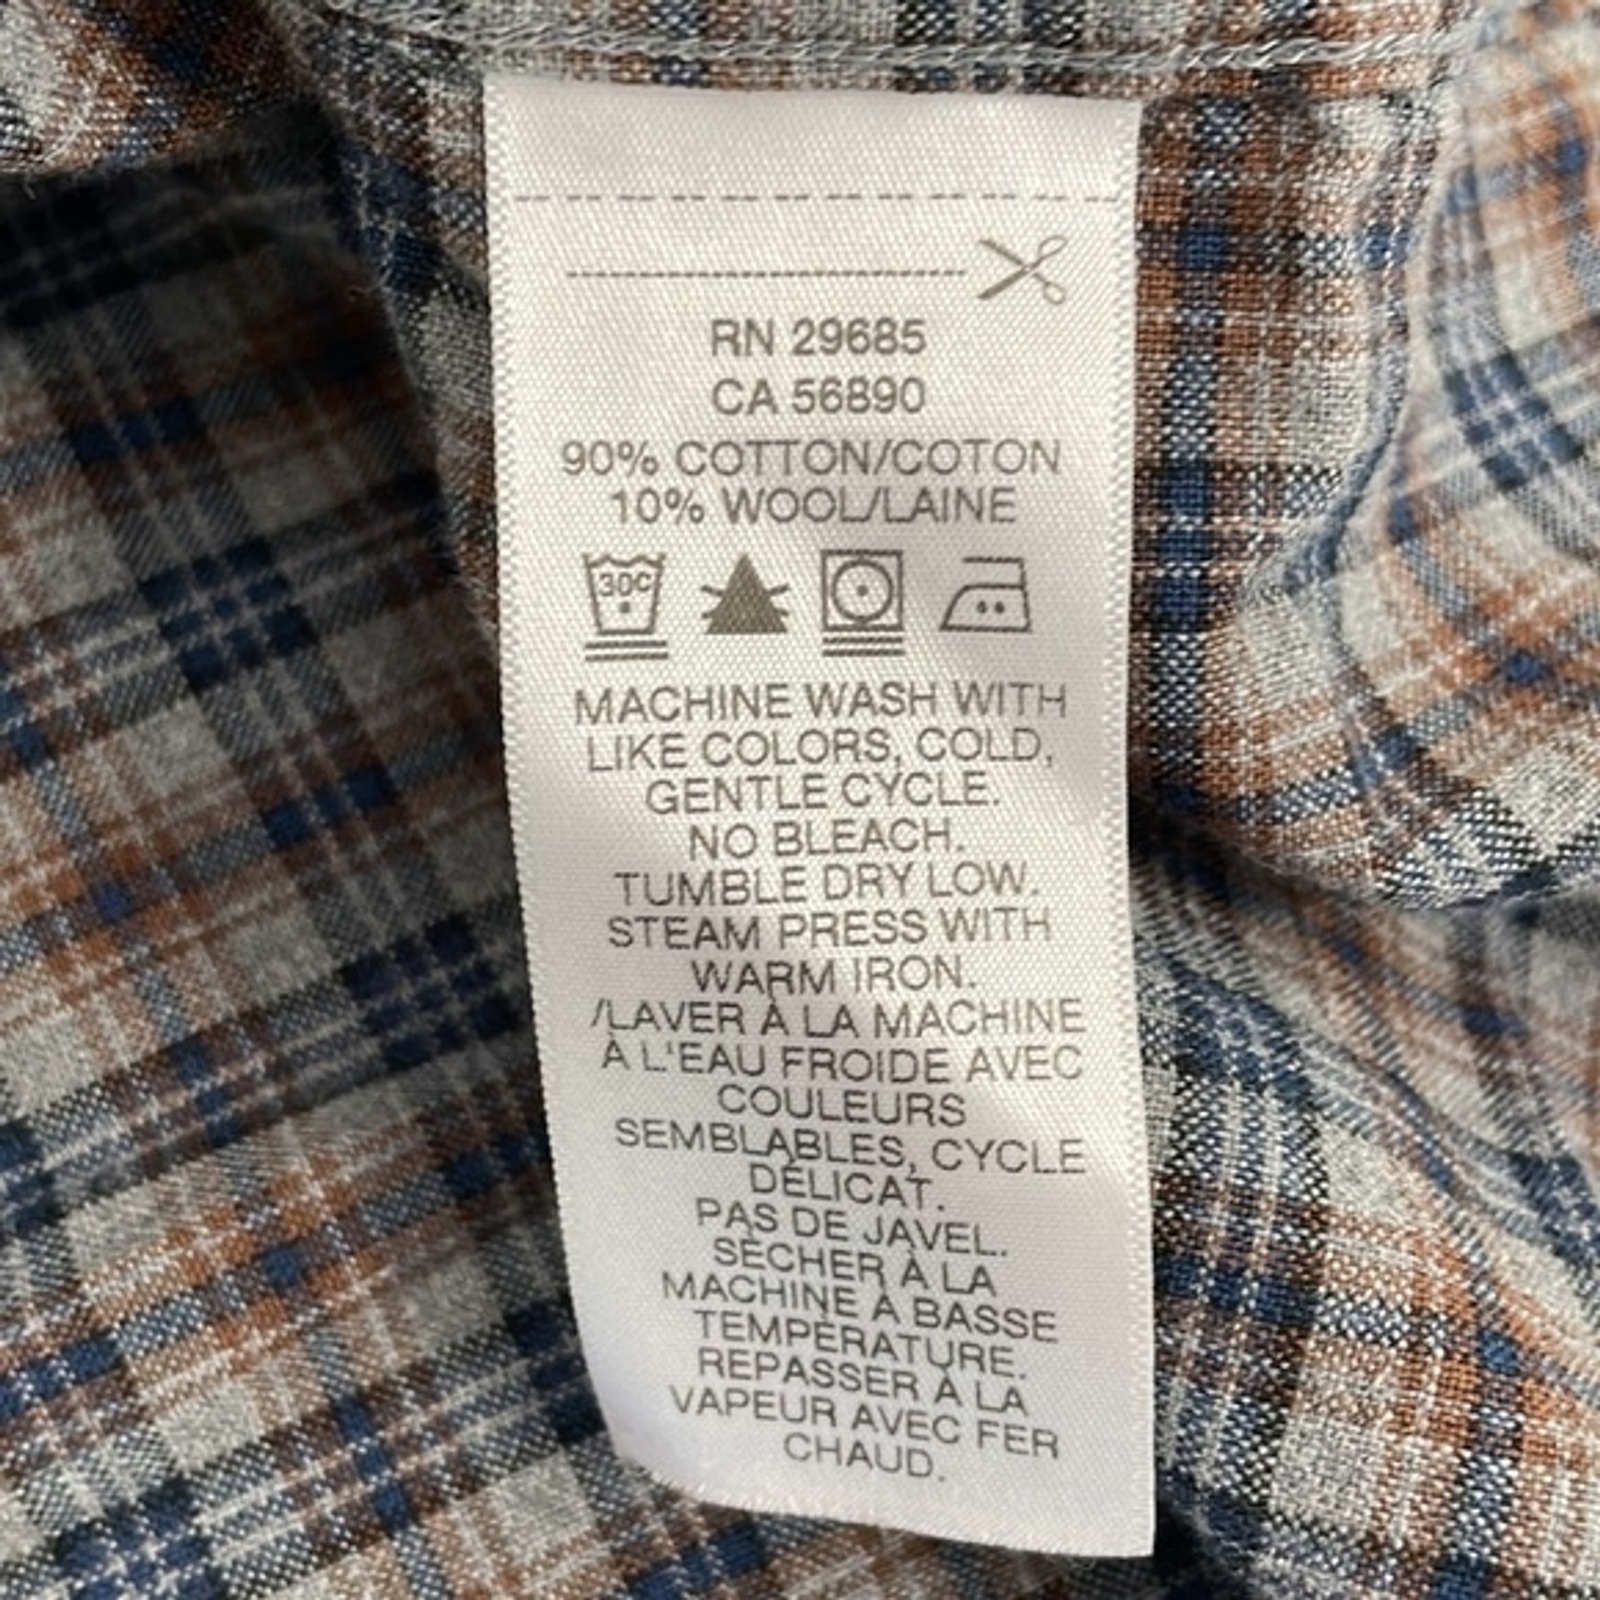 RN 29685
CA 56890
90% COTTON/COTON
10% WOOL/LAINE
30C
MACHINE WASH WITH
LIKE COLORS, COLD,
GENTLE CYCLE.
NO BLEACH.
TUMBLE DRY LOW.
STEAM PRESS WITH
WARM IRON.
/LAVER À LA MACHINE
À L'EAU FROIDE AVEC
COULEURS
SEMBLABLES, CYCLE
DÉLICAT.
PAS DE JAVEL.
SÉCHER À LA
MACHINE À BASSE
TEMPÉRATURE.
REPASSER À LA
VAPEUR AVEC FER
CHAUD.